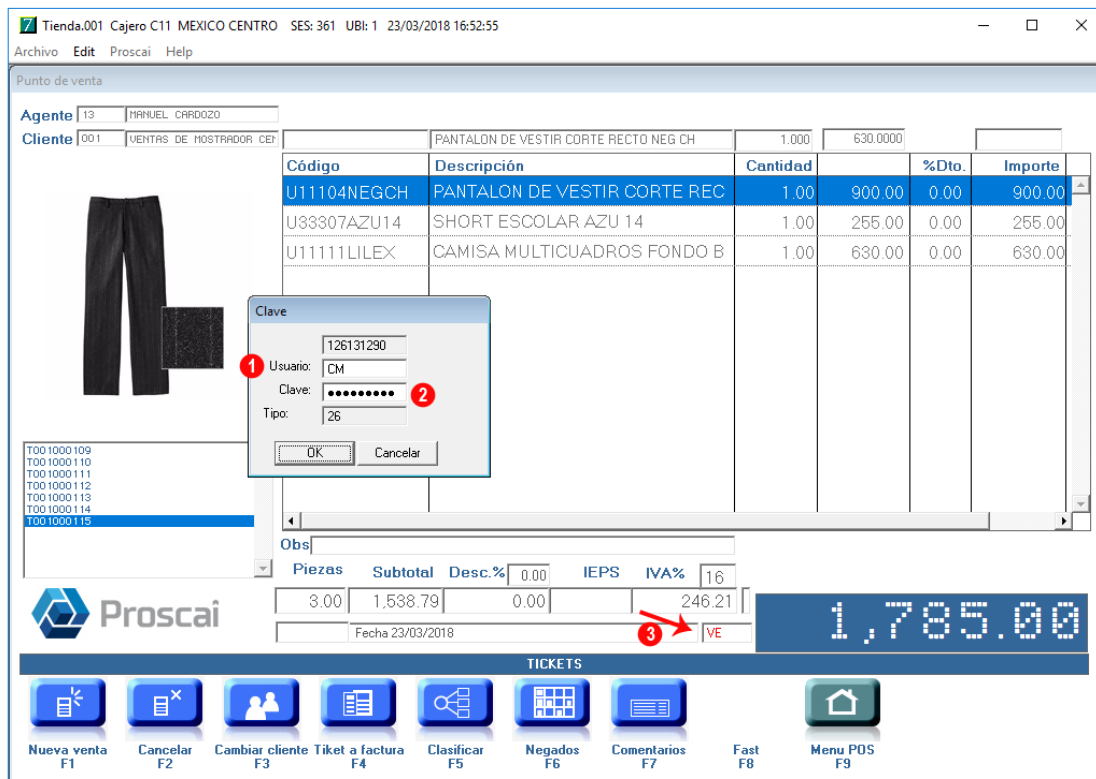 Tienda.001 Cajero C11 MEXICO CENTRO SES: 361 UBI: 1 23/03/2018 16:52:55
Archivo Edit Proscai Help
Punto de venta
Agente 13 MANUEL CARDOZO
Cliente 001 VENTAS DE MOSTRADOR CEN PANTALON DE VESTIR CORTE RECTO NEG CH 1.000 630.0000
Código Descripción Cantidad %Dto. Importe
U11104NEGCH PANTALON DE VESTIR CORTE REC 1.00 900.00 0.00 900.00
U33307AZU14 SHORT ESCOLAR AZU 14 1.00 255.00 0.00 255.00
U11111LILEX CAMISA MULTICUADROS FONDO B 1.00 630.00 0.00 630.00
Clave
126131290
1 Usuario: CM
Clave: ●●●●●●●●● 2
Tipo: 26
OK Cancelar
T001000109
T001000110
T001000111
T001000112
T001000113
T001000114
T001000115
Obs
Piezas Subtotal Desc.% 0.00 IEPS IVA% 16
3.00 1,538.79 0.00 246.21
Proscai
Fecha 23/03/2018 3 VE
1,785.00
TICKETS
Nueva venta Cancelar Cambiar cliente Tiket a factura Clasificar Negados Comentarios Fast Menu POS
F1 F2 F3 F4 F5 F6 F7 F8 F9